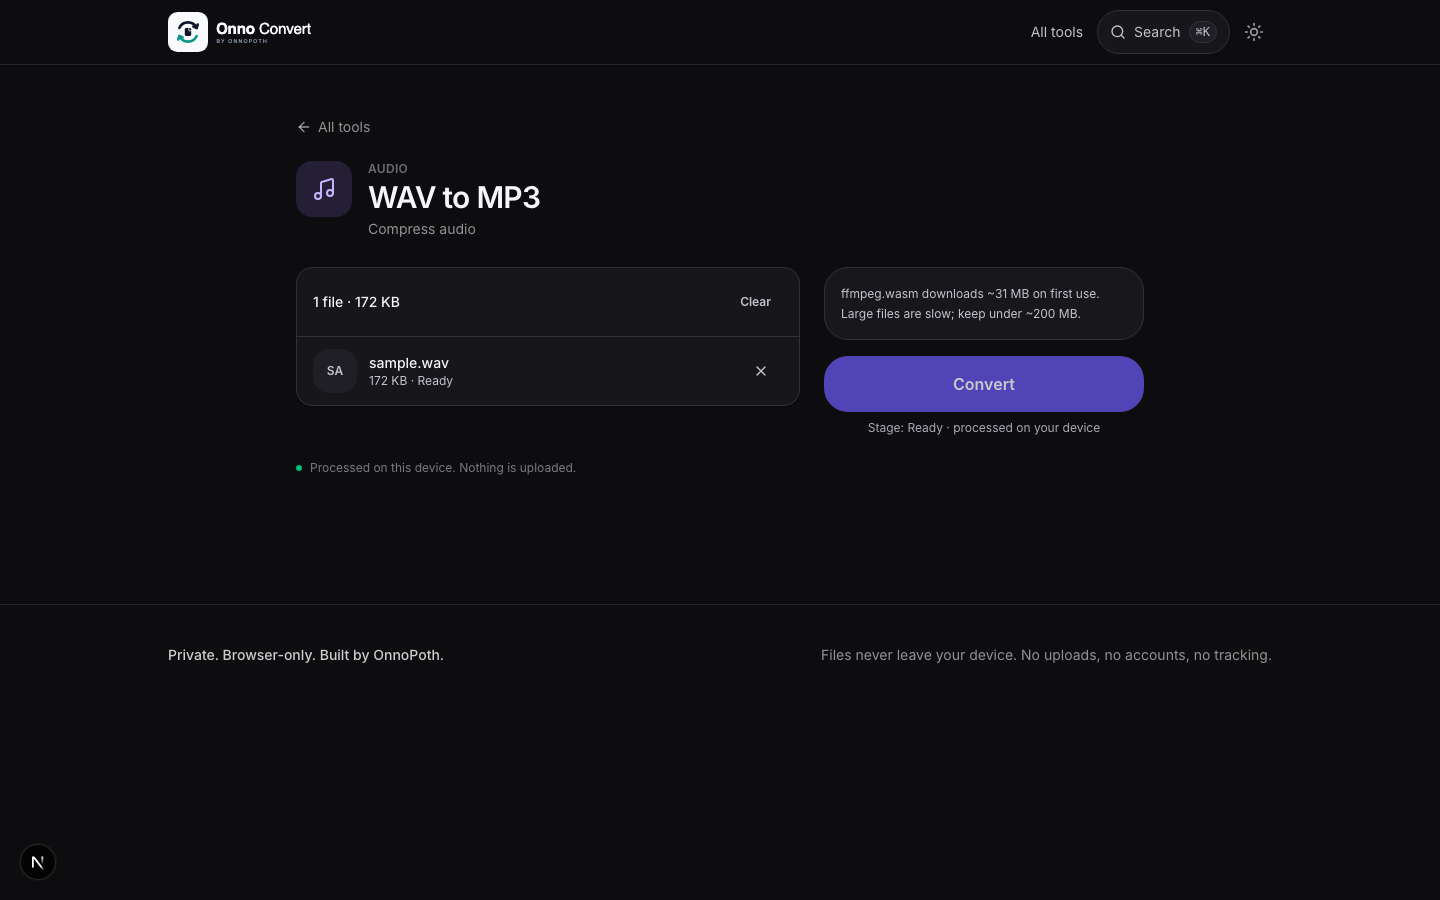 Onno Convert
BY ONNOPOTH
All tools
Search
⌘K
All tools
AUDIO
WAV to MP3
Compress audio
1 file · 172 KB
Clear
SA
sample.wav
172 KB · Ready
ffmpeg.wasm downloads ~31 MB on first use.
Large files are slow; keep under ~200 MB.
Convert
Stage: Ready · processed on your device
Processed on this device. Nothing is uploaded.
Private. Browser-only. Built by OnnoPoth.
Files never leave your device. No uploads, no accounts, no tracking.
N